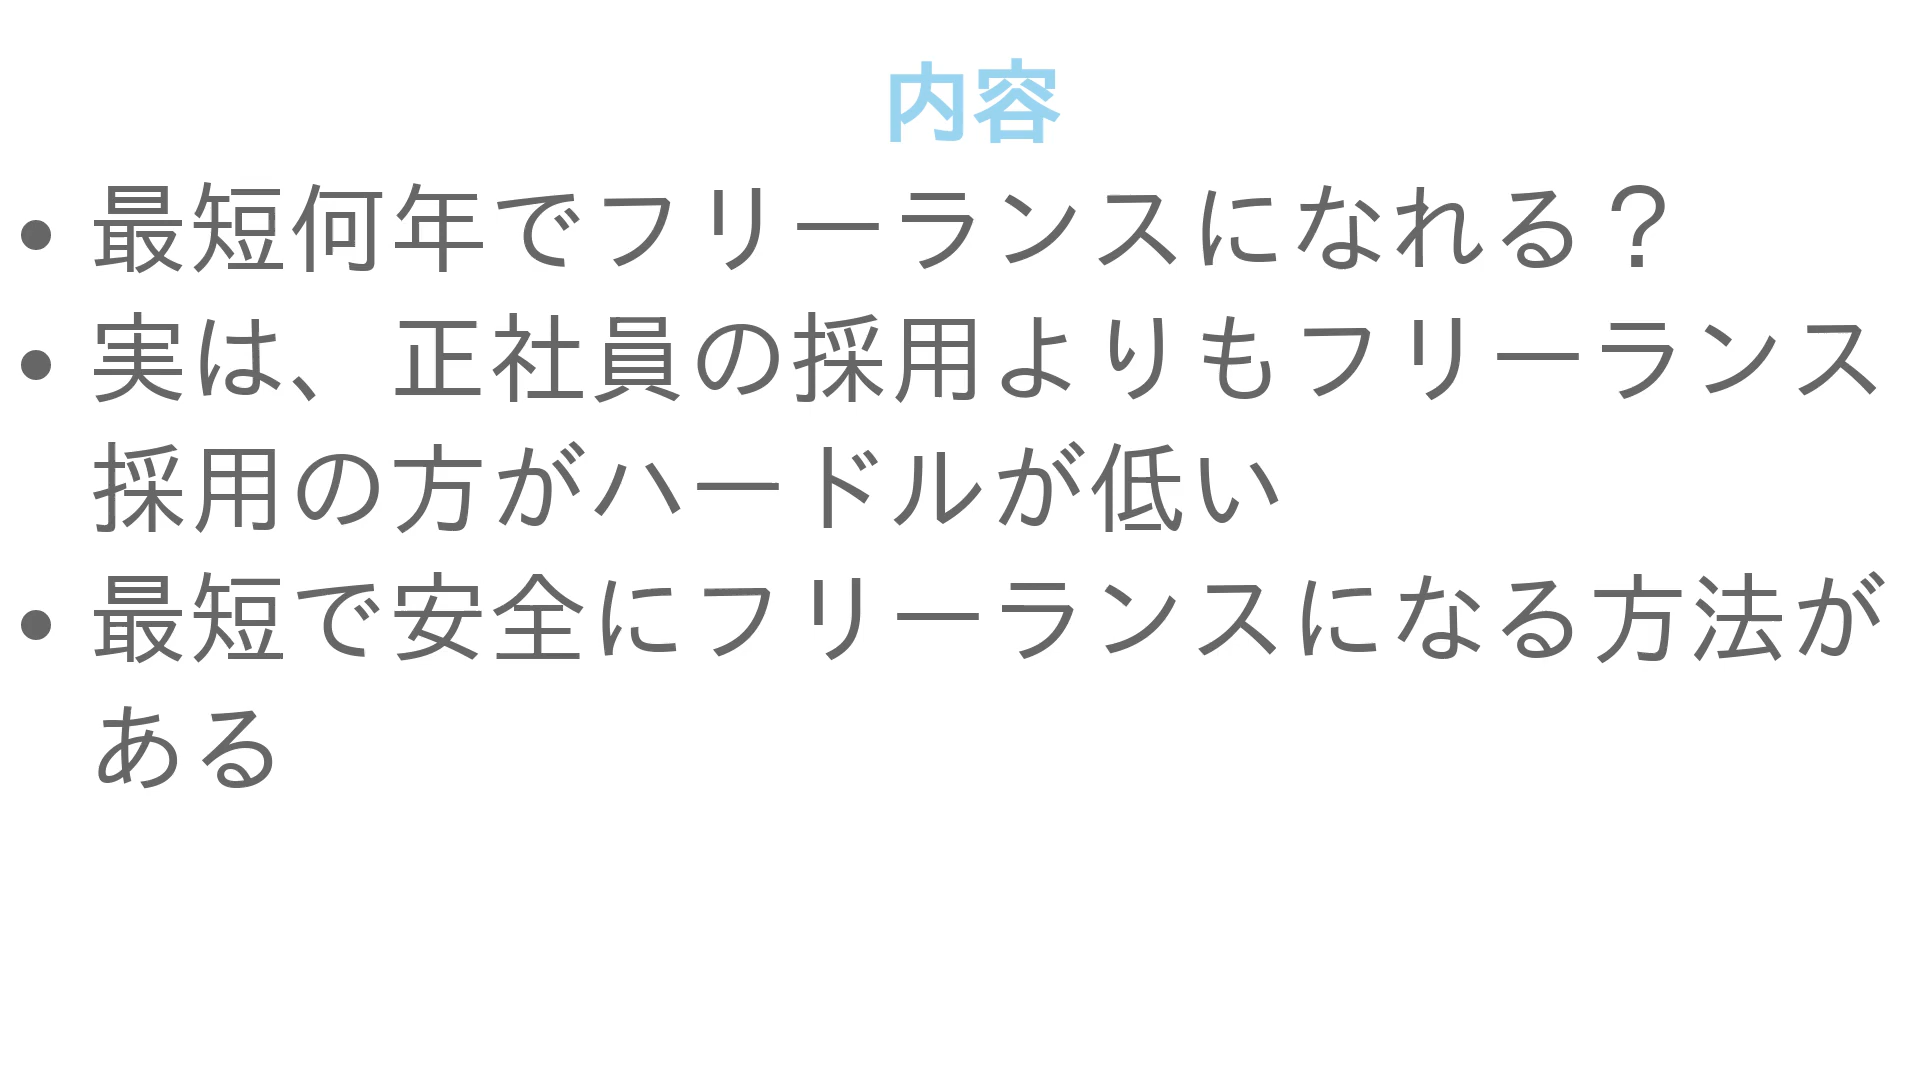 内容
• 最短何年でフリーランスになれる？
• 実は、正社員の採用よりもフリーランス
採用の方がハードルが低い
• 最短で安全にフリーランスになる方法が
ある